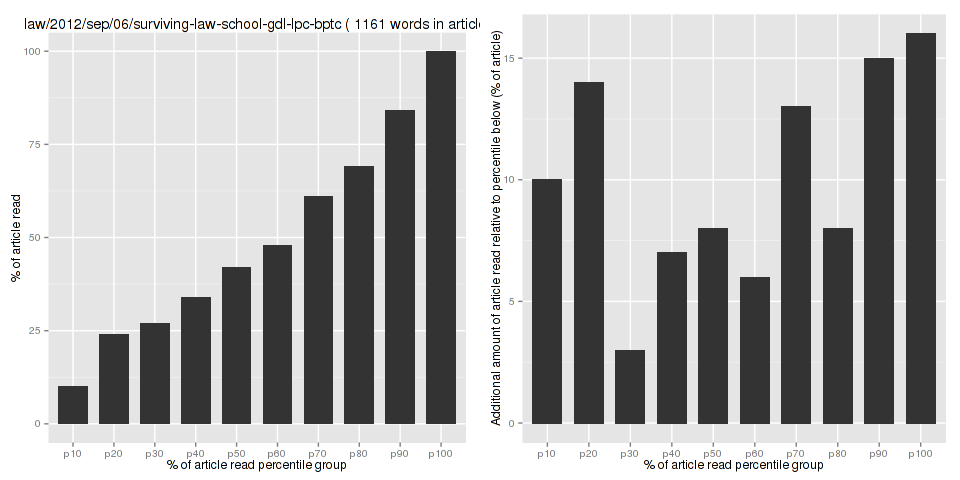 law/2012/sep/06/surviving-law-school-gdl-lpc-bptc ( 1161 words in article
% of article read
100
75
50
25
0
p10 p20 p30 p40 p50 p60 p70 p80 p90 p100
% of article read percentile group
Additional amount of article read relative to percentile below (% of article)
15
10
5
0
p10 p20 p30 p40 p50 p60 p70 p80 p90 p100
% of article read percentile group